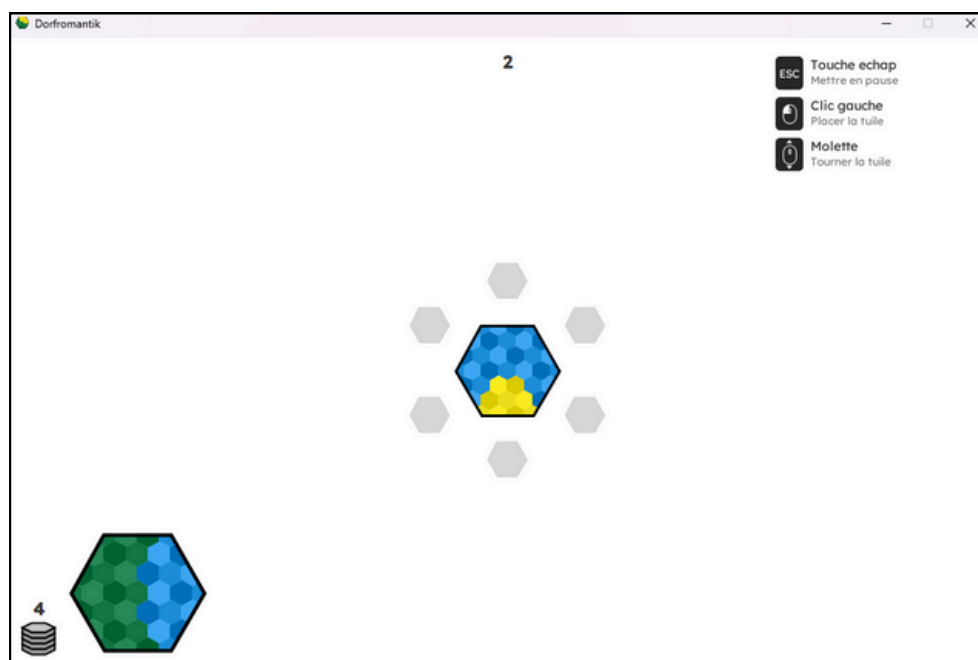 Dorfromantik
2
ESC
Touche echap
Mettre en pause
Clic gauche
Placer la tuile
Molette
Tourner la tuile
4